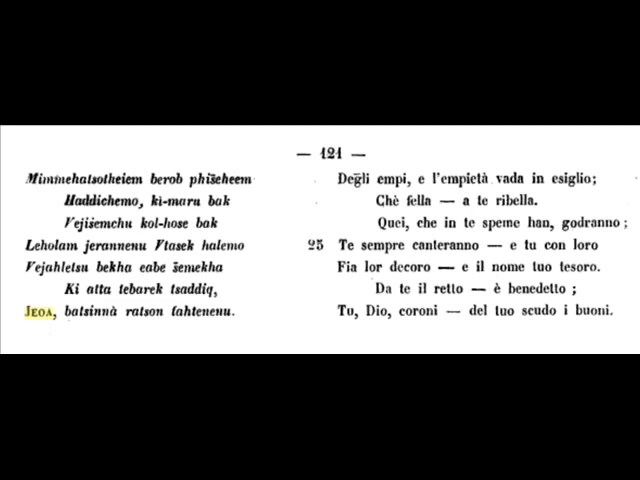 — 121 —
Mimmehatsotheiem berob phišeheem
Haddichemo, ki-maru bak
Vejišemchu kol-hose bak
Leholam jerannenu Vtasek halemo
Vejahletsu bekha eabe šemekha
Ki atta tebarek tsaddiq,
JEOA, batsinnà ratson tahtenenu.
Degli empi, e l'empietà vada in esiglio;
Chè fella — a te ribella.
Quei, che in te speme han, godranno;
25 Te sempre canteranno — e tu con loro
Fia lor decoro — e il nome tuo tesoro.
Da te il retto — è benedetto;
Tu, Dio, coroni — del tuo scudo i buoni.